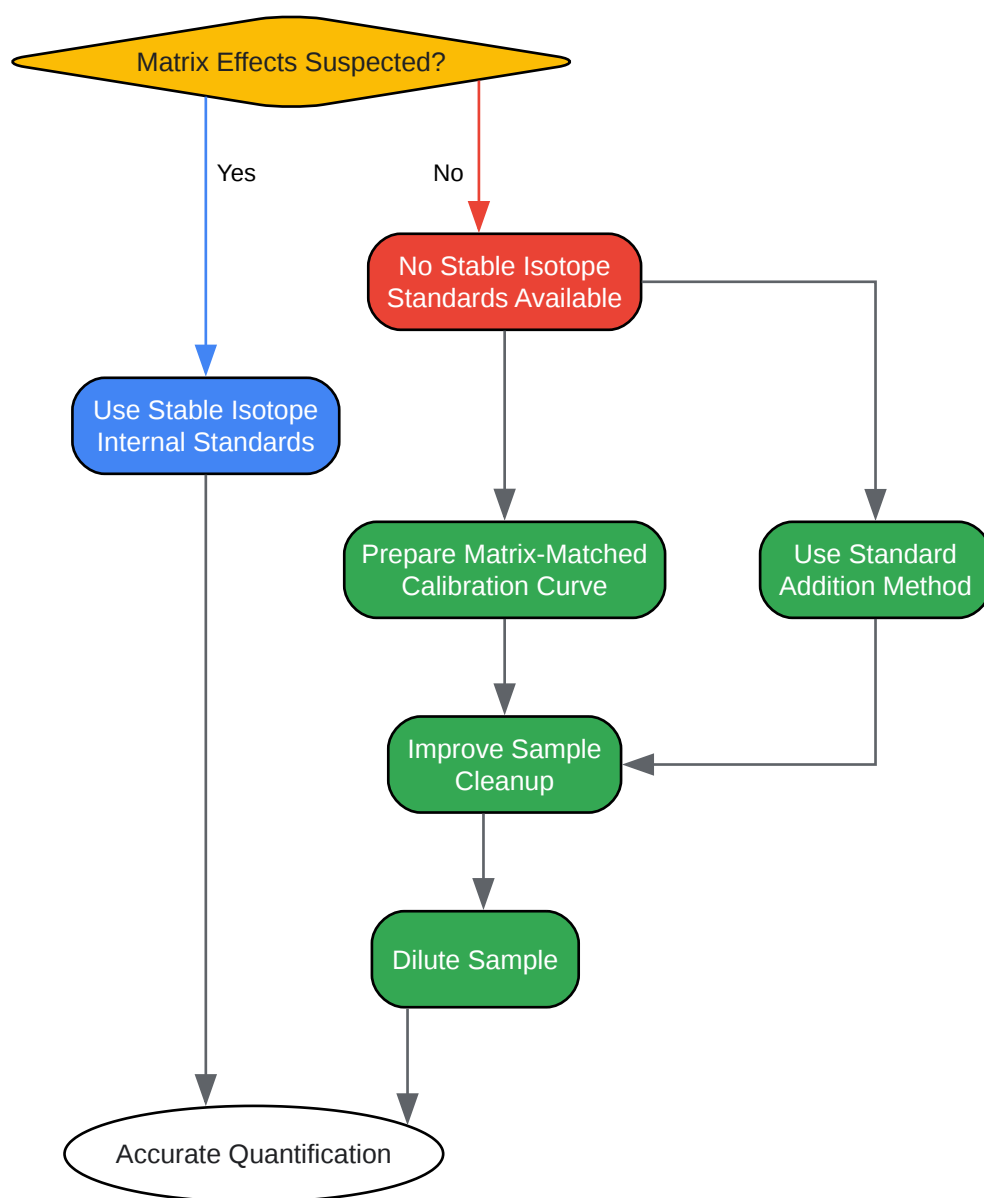 Matrix Effects Suspected?
Yes
No
No Stable Isotope
Standards Available
Use Stable Isotope
Internal Standards
Prepare Matrix-Matched
Calibration Curve
Use Standard
Addition Method
Improve Sample
Cleanup
Dilute Sample
Accurate Quantification